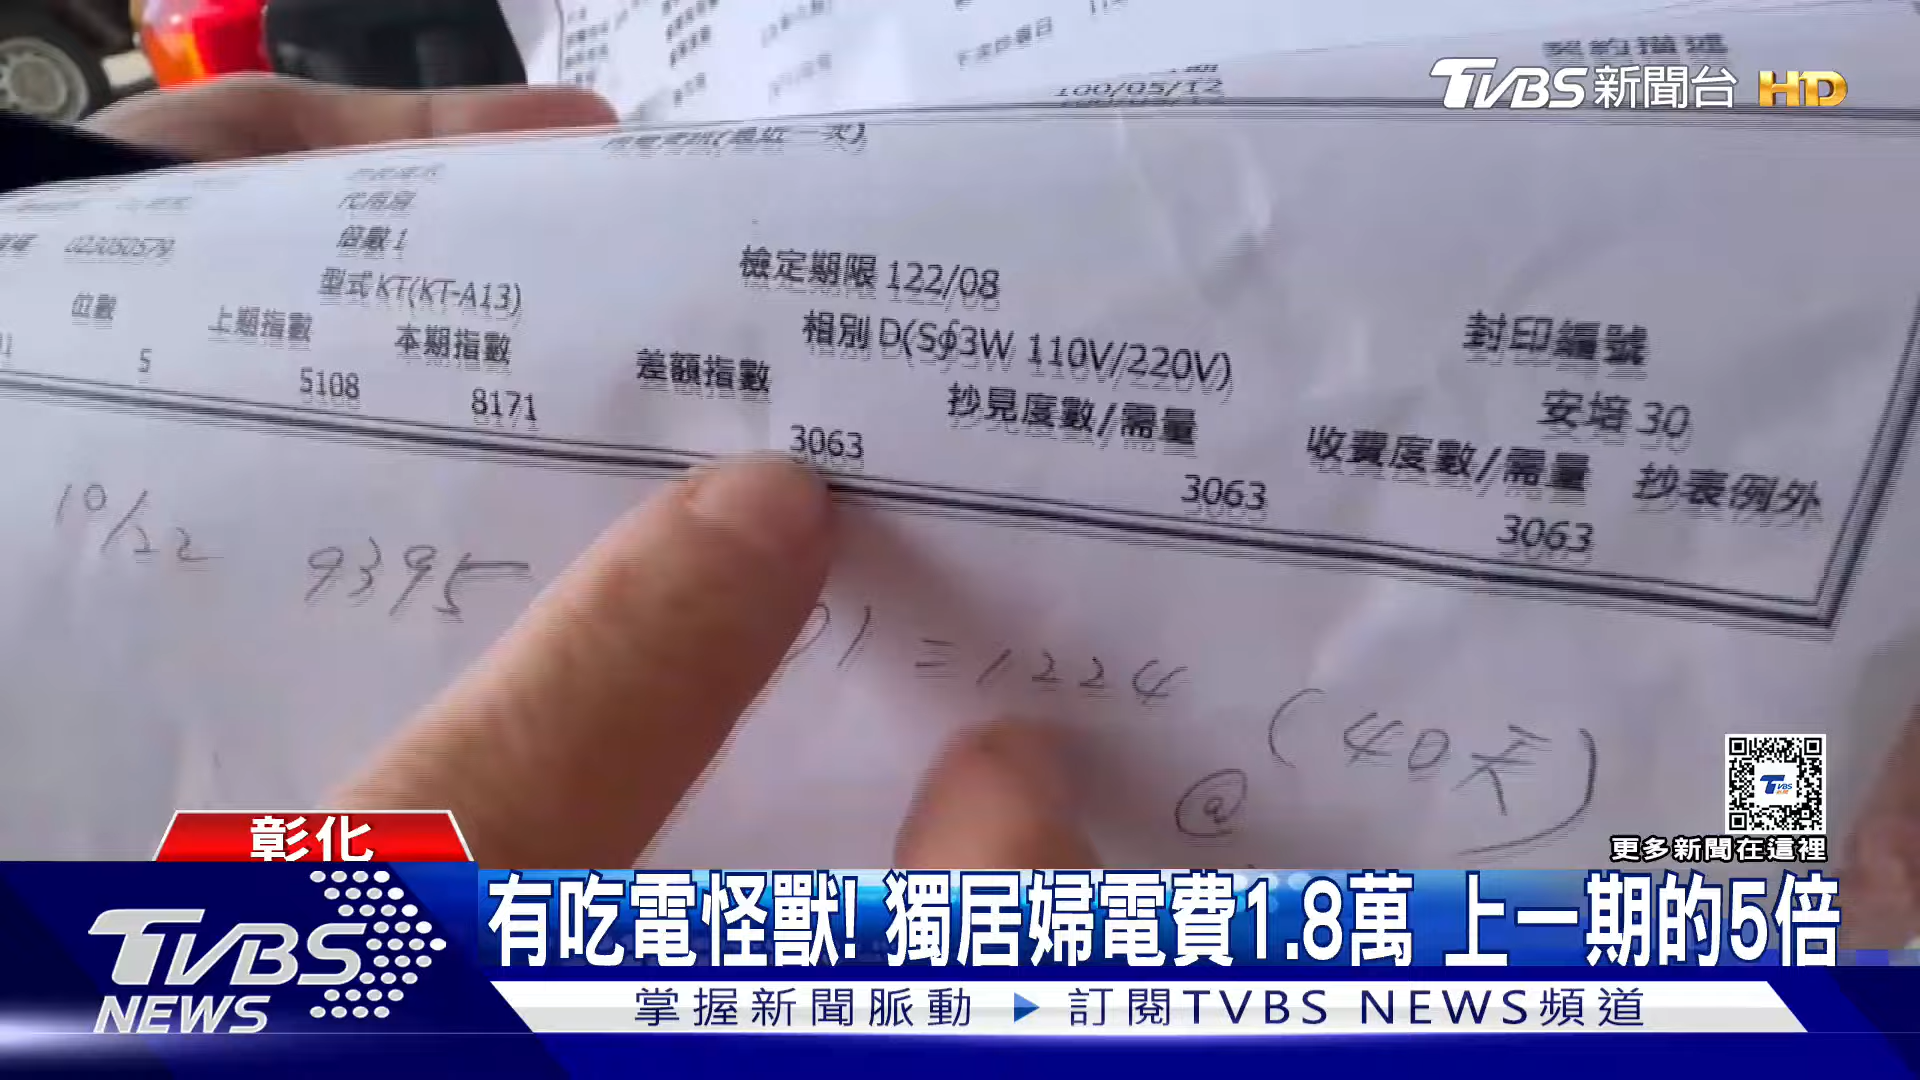 契約描述
TVBS新聞台 HD
100/05/12
倍數 1
型式 KT(KT-A13)
檢定期限 122/08
相別 D(S∮3W 110V/220V)
封印編號
安培 30
位數 上期指數 本期指數 差額指數 抄見度數/需量 收費度數/需量 抄表例外
5 5108 8171 3063 3063 3063
10/22 9395
=1224 (40天)
@
更多新聞在這裡
彰化
有吃電怪獸! 獨居婦電費1.8萬 上一期的5倍
TVBS NEWS
掌握新聞脈動 ▶ 訂閱TVBS NEWS頻道